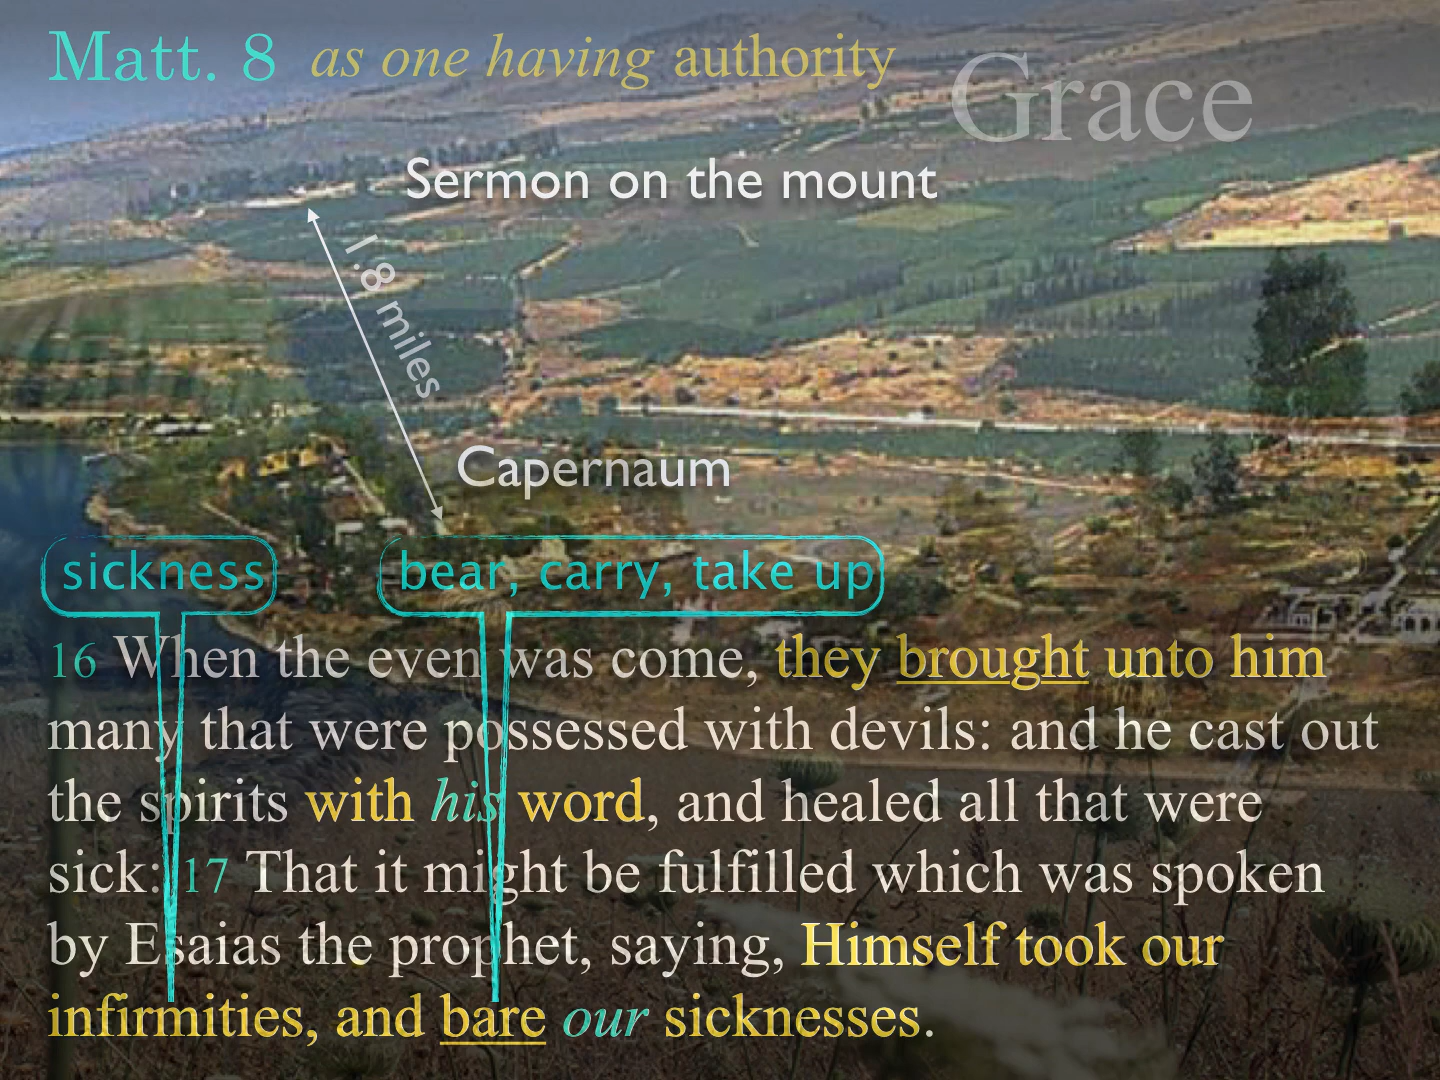 Matt. 8 as one having authority
Grace
Sermon on the mount
1.8 miles
Capernaum
sickness
bear, carry, take up
16 When the even was come, they brought unto him
many that were possessed with devils: and he cast out
the spirits with his word, and healed all that were
sick: 17 That it might be fulfilled which was spoken
by Esaias the prophet, saying, Himself took our
infirmities, and bare our sicknesses.